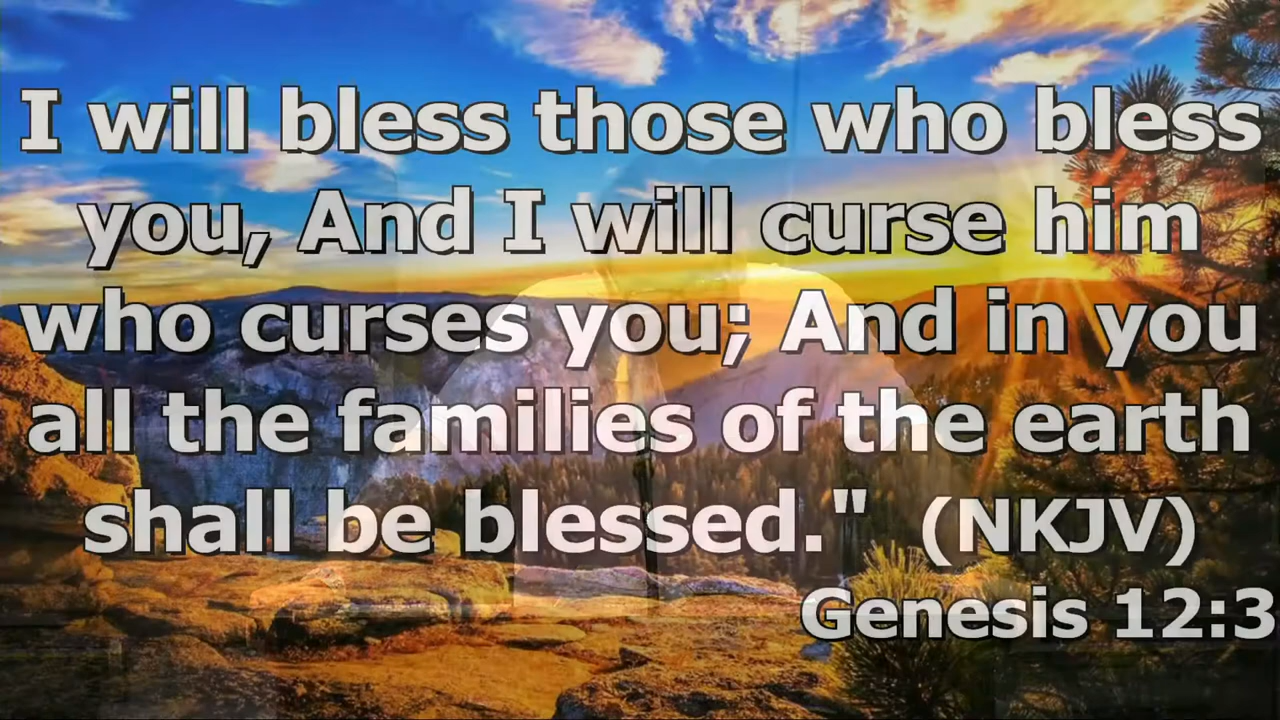 I will bless those who bless
you, And I will curse him
who curses you; And in you
all the families of the earth
shall be blessed." (NKJV)
Genesis 12:3